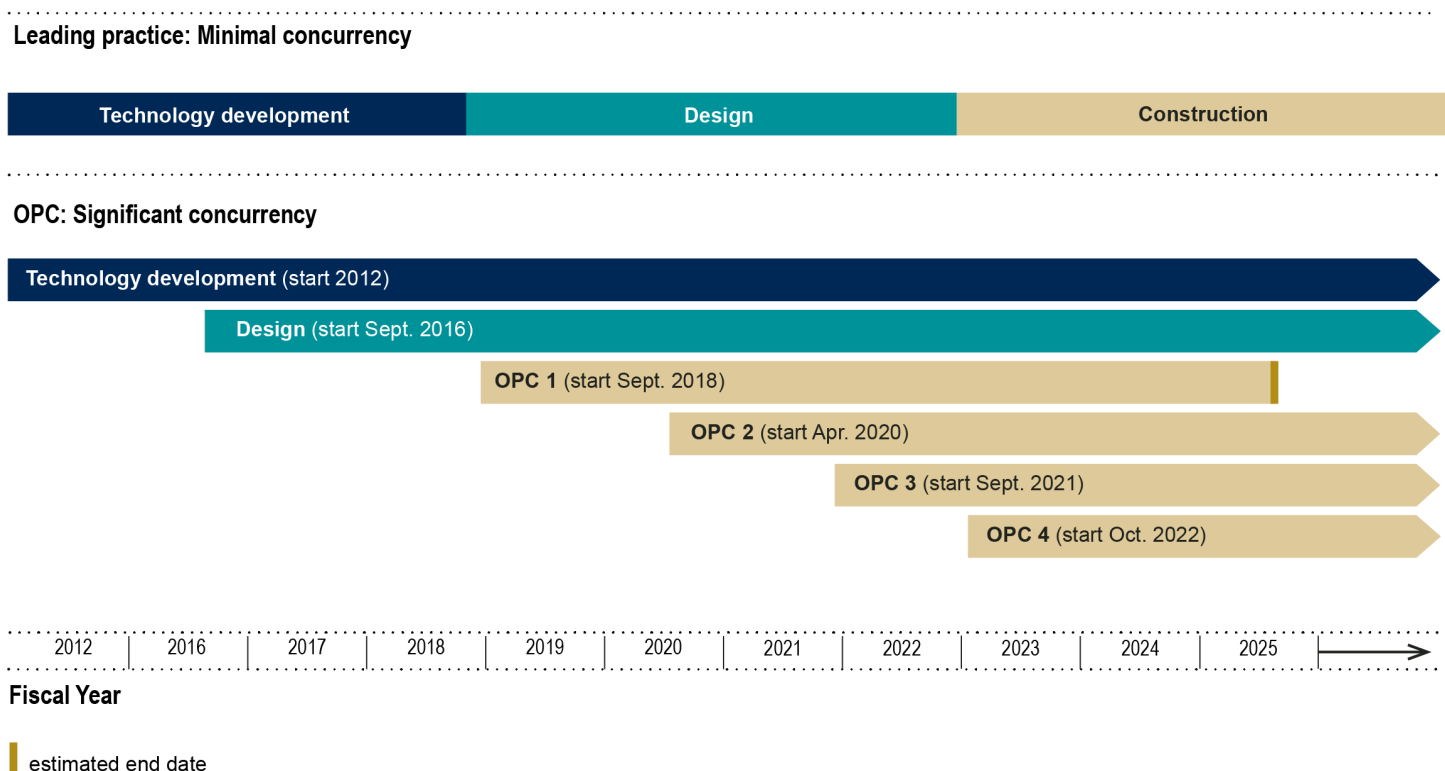 Leading practice: Minimal concurrency
Technology development Design Construction
OPC: Significant concurrency
Technology development (start 2012)
Design (start Sept. 2016)
OPC 1 (start Sept. 2018)
OPC 2 (start Apr. 2020)
OPC 3 (start Sept. 2021)
OPC 4 (start Oct. 2022)
2012 2016 2017 2018 2019 2020 2021 2022 2023 2024 2025
Fiscal Year
estimated end date